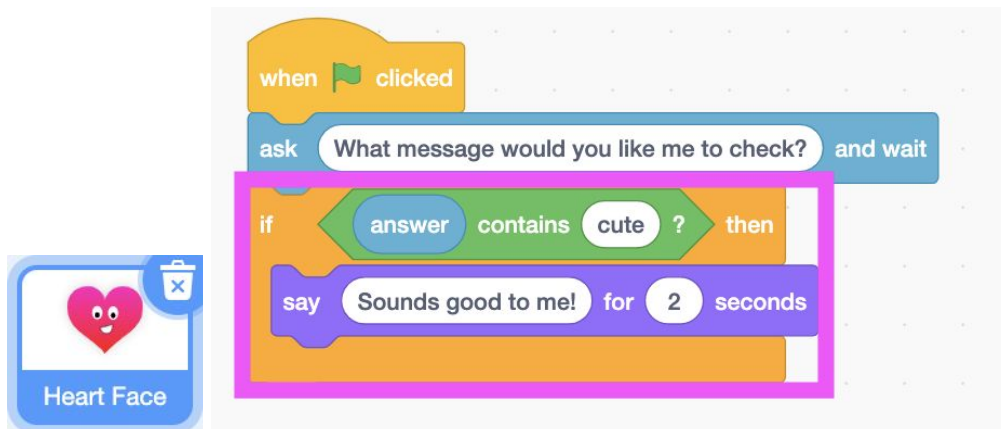 when clicked
ask What message would you like me to check? and wait
if answer contains cute ? then
say Sounds good to me! for 2 seconds
Heart Face